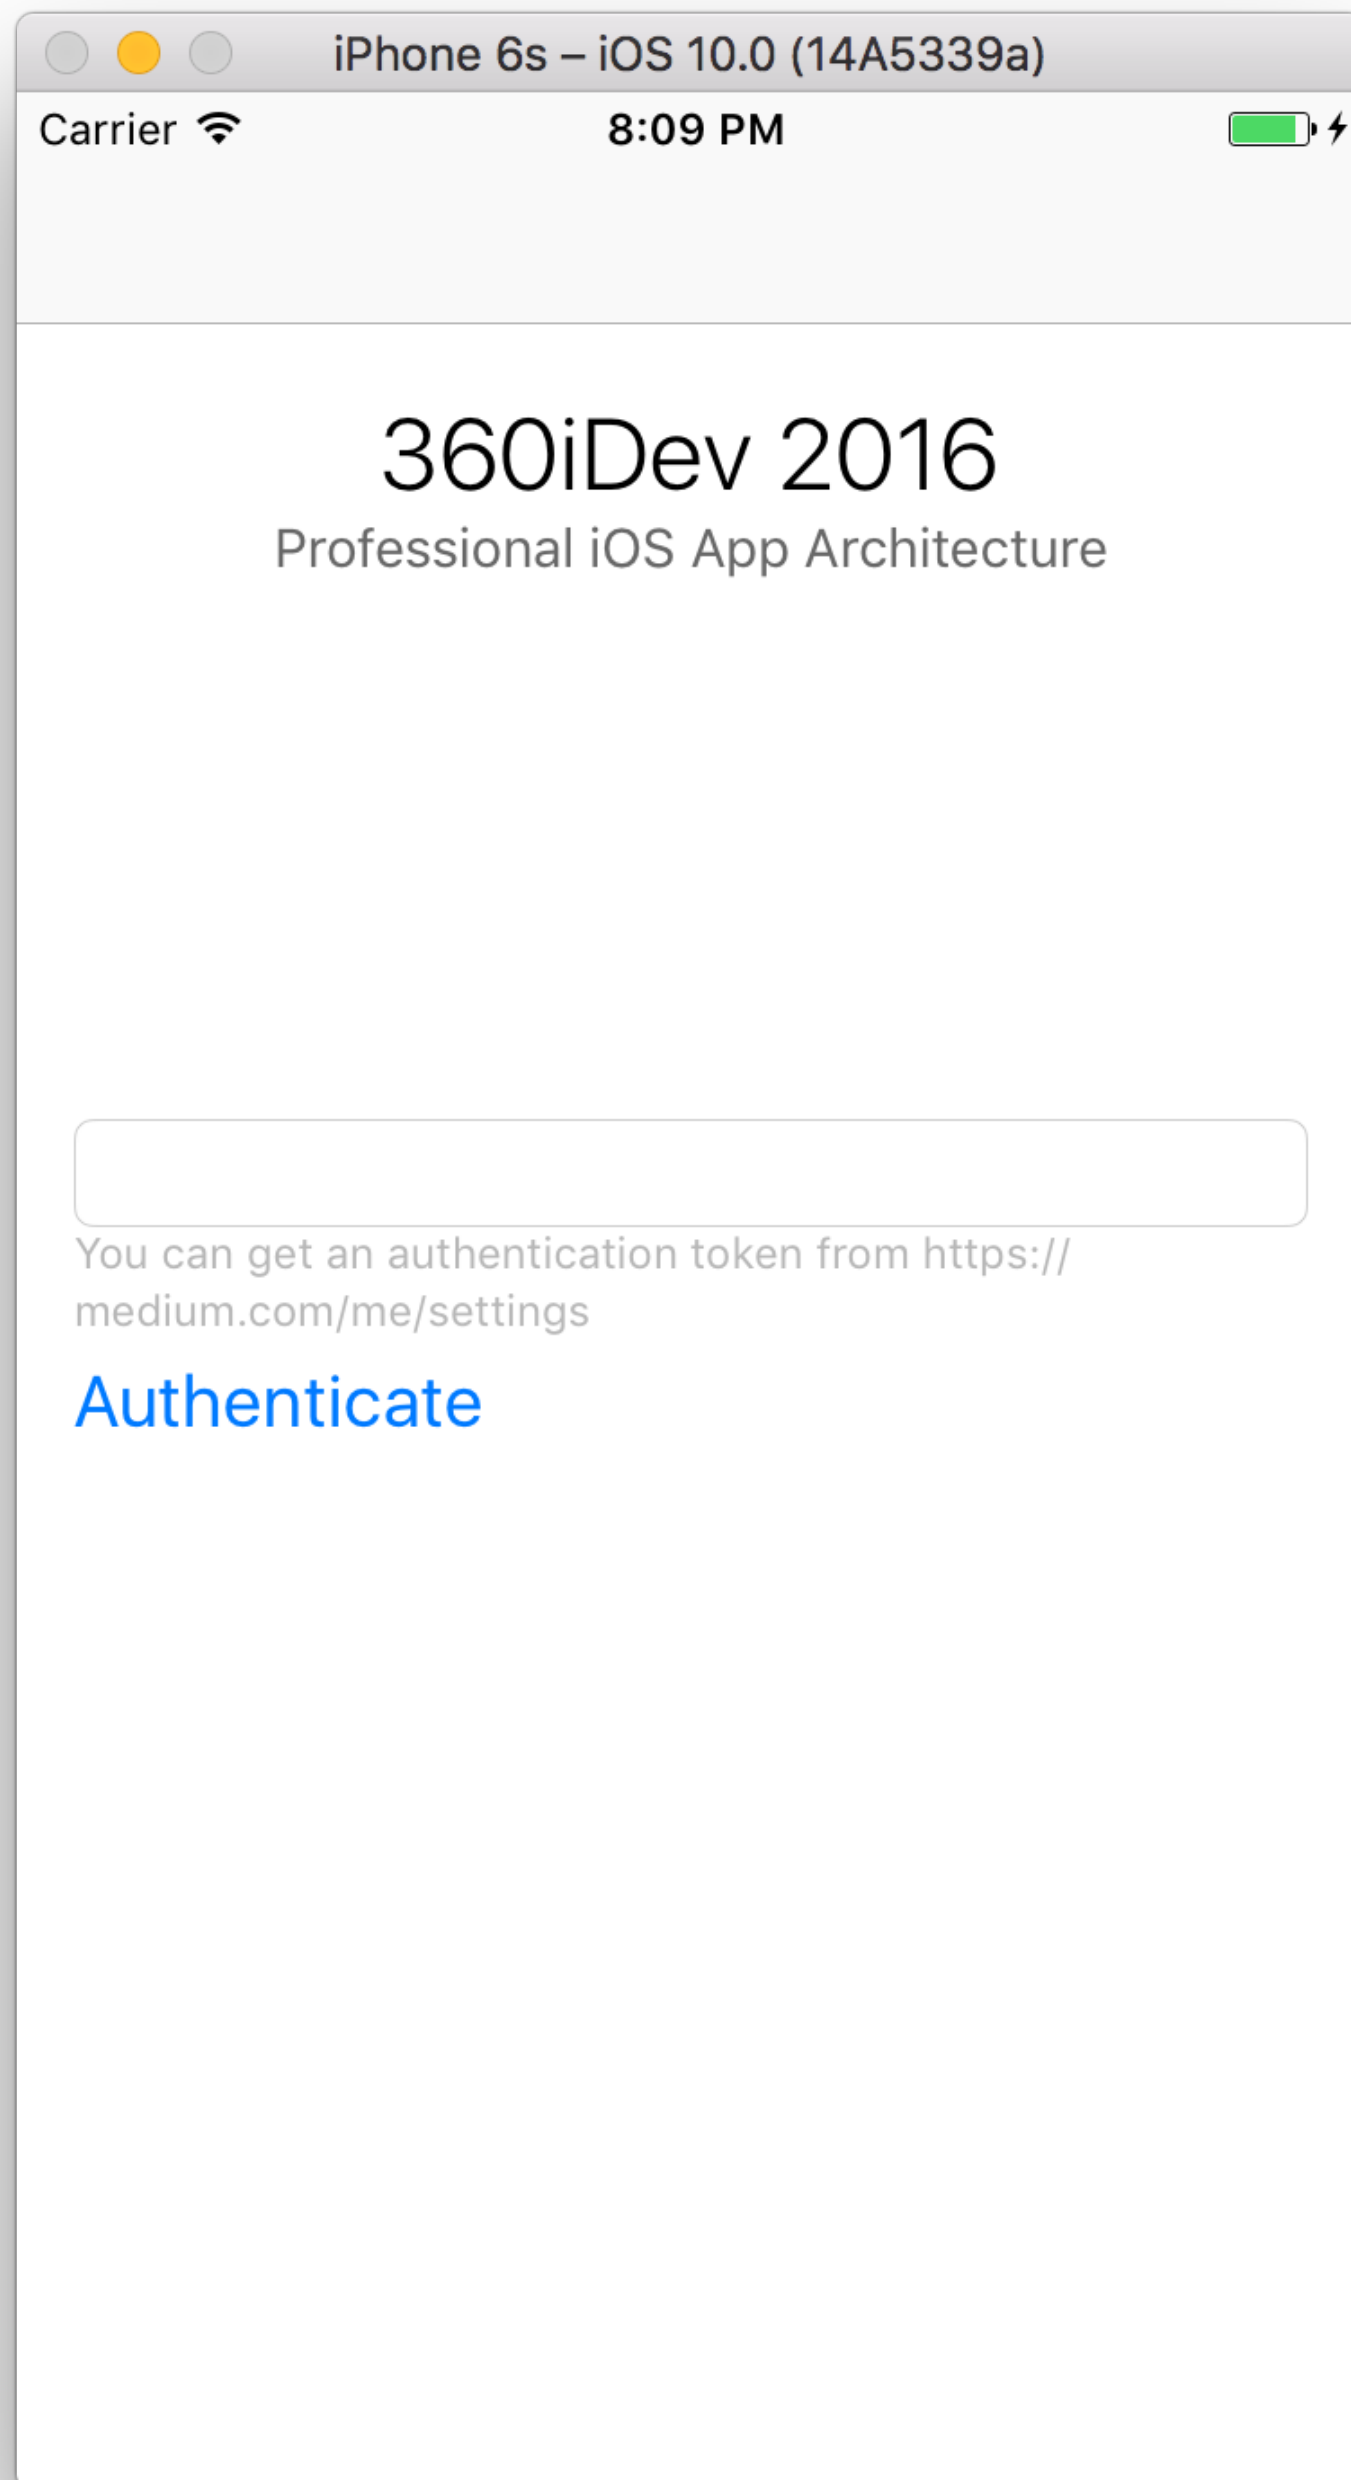 iPhone 6s – iOS 10.0 (14A5339a)
Carrier 8:09 PM
360iDev 2016
Professional iOS App Architecture
You can get an authentication token from https://
medium.com/me/settings
Authenticate